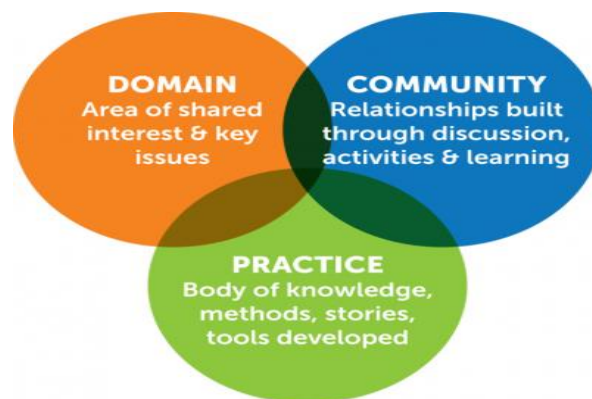 DOMAIN
Area of shared
interest & key
issues
COMMUNITY
Relationships built
through discussion,
activities & learning
PRACTICE
Body of knowledge,
methods, stories,
tools developed